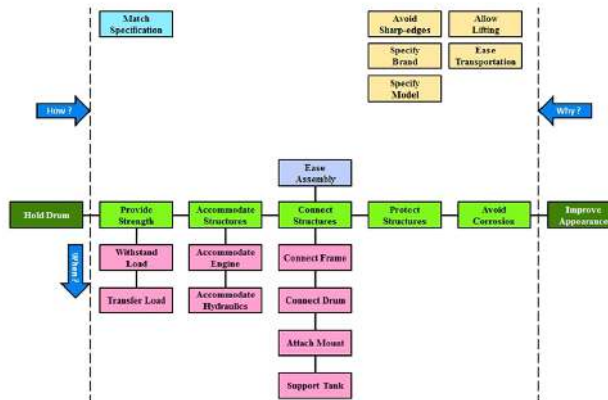 Match
Specification
Avoid
Sharp-edges
Allow
Lifting
Specify
Brand
Ease
Transportation
Specify
Model
How ?
Why ?
Ease
Assembly
Hold Drum
Provide
Strength
Accommodate
Structures
Connect
Structures
Protect
Structures
Avoid
Corrosion
Improve
Appearance
When ?
Withstand
Load
Accommodate
Engine
Connect Frame
Transfer Load
Accommodate
Hydraulics
Connect Drum
Attach Mount
Support Tank